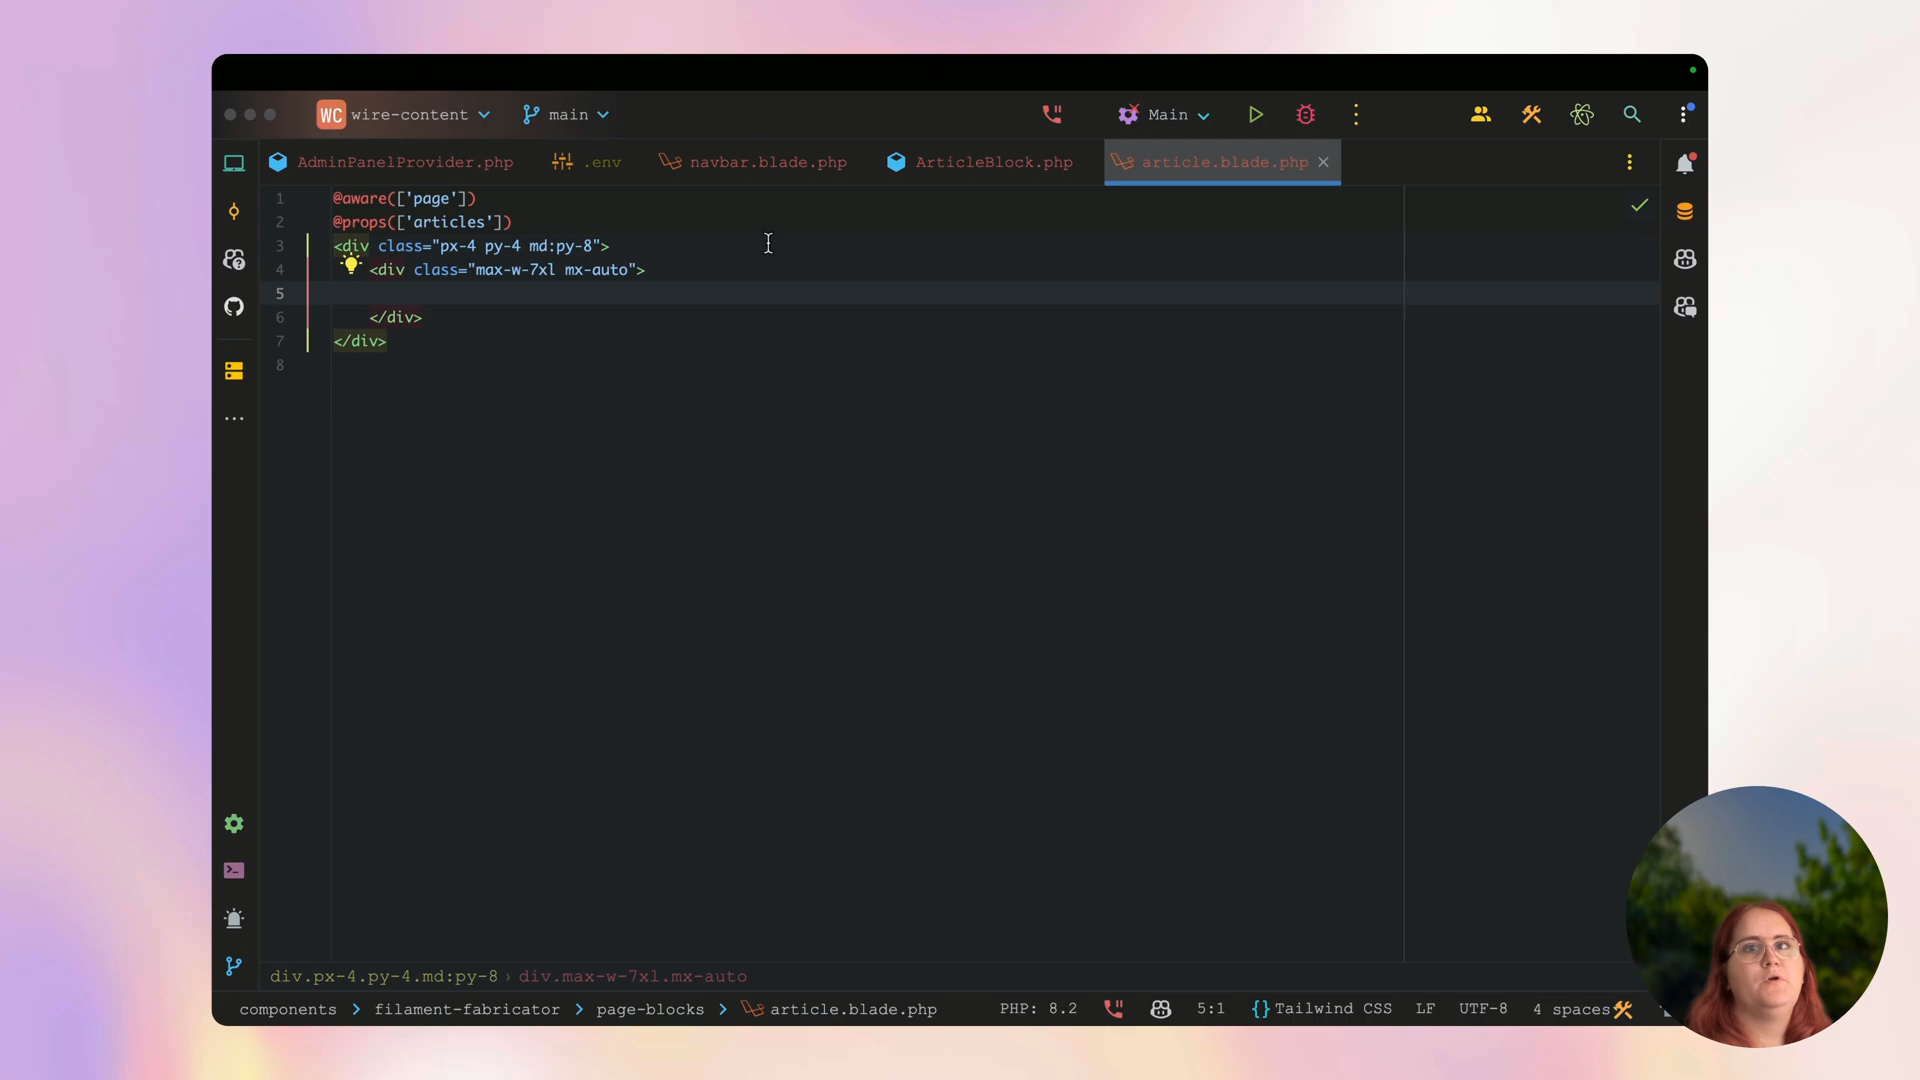 WC wire-content main Main
AdminPanelProvider.php .env navbar.blade.php ArticleBlock.php article.blade.php
1 @aware(['page'])
2 @props(['articles'])
3 <div class="px-4 py-4 md:py-8">
4 <div class="max-w-7xl mx-auto">
5
6 </div>
7 </div>
8
div.px-4.py-4.md:py-8 › div.max-w-7xl.mx-auto
components > filament-fabricator > page-blocks > article.blade.php PHP: 8.2 5:1 {} Tailwind CSS LF UTF-8 4 spaces